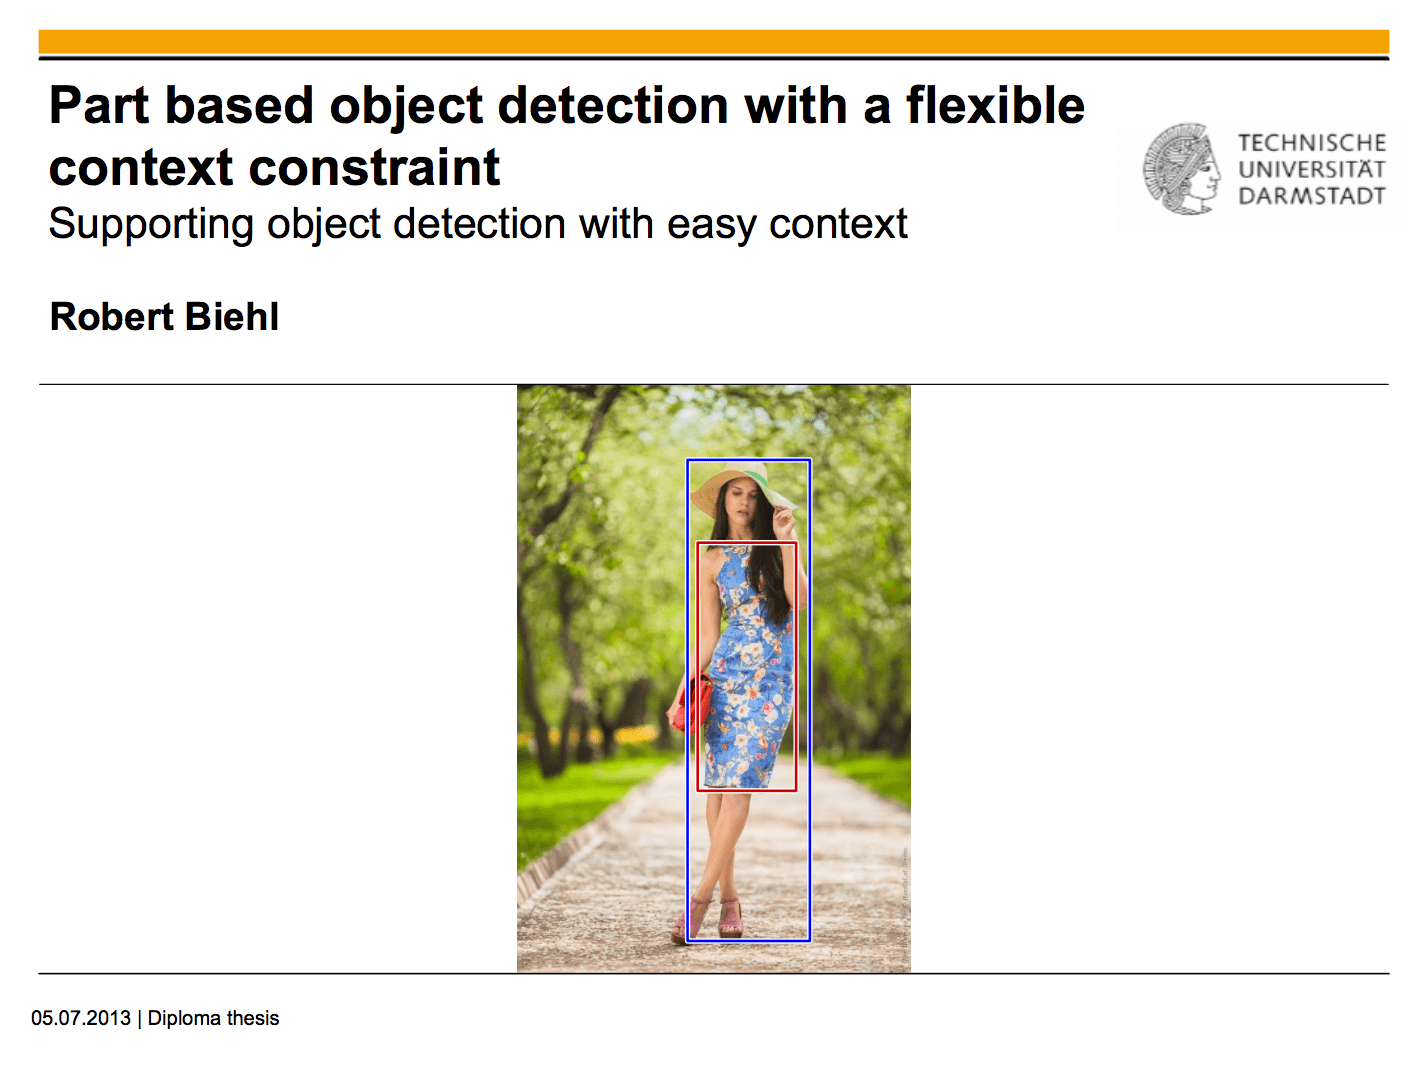 Part based object detection with a flexible
context constraint
Supporting object detection with easy context
TECHNISCHE
UNIVERSITÄT
DARMSTADT
Robert Biehl
05.07.2013 | Diploma thesis